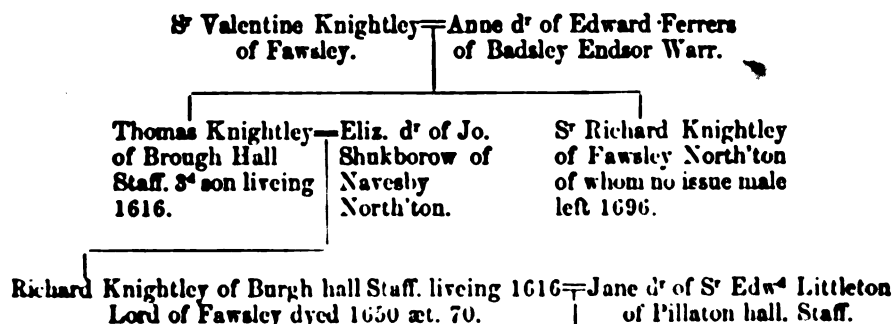 Sr Valentine Knightley=Anne dr of Edward Ferrers
of Fawsley. of Badsley Endsor Warr.
Thomas Knightley=Eliz. dr of Jo.
of Brough Hall Shukborow of
Staff. 3d son liveing Navesby
1616. North'ton.
Sr Richard Knightley
of Fawsley North'ton
of whom no issue male
left 1696.
Richard Knightley of Burgh hall Staff. liveing 1616=Jane dr of Sr Edwd Littleton
Lord of Fawsley dyed 1650 æt. 70. of Pillaton hall. Staff.